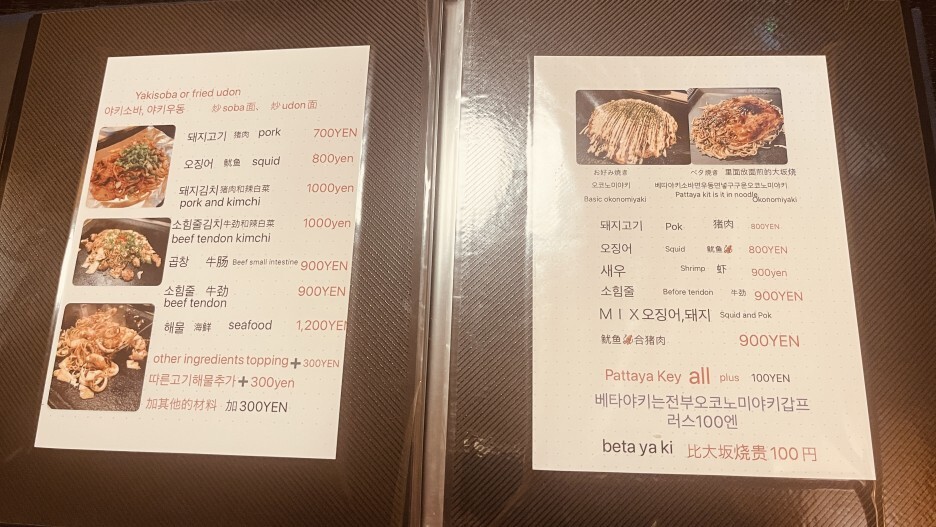 Yakisoba or fried udon
야키소바, 야키우동 炒soba面。 炒udon面
돼지고기 猪肉 pork 700YEN
오징어 鱿鱼 squid 800yen
돼지김치猪肉和辣白菜 1000yen
pork and kimchi
소힘줄김치牛劲和辣白菜 1000yen
beef tendon kimchi
곱창 牛肠 Beef small intestine 900YEN
소힘줄 牛劲 900YEN
beef tendon
해물 海鮮 seafood 1,200YEN
other ingredients topping➕300YEN
따른고기해물추가➕300yen
加其他的材料 加300YEN
お好み焼き ベタ焼き 里面放面煎的大坂烧
오코노미야키 베따야키소바면우동면넣구구운오코노미야키
Pattaya kit is it in noodle
Basic okonomiyaki Okonomiyaki
돼지고기 Pok 猪肉 800YEN
오징어 Squid 鱿鱼🦑 800YEN
새우 Shrimp 虾 900yen
소힘줄 Before tendon 牛劲 900YEN
ＭＩＸ오징어,돼지 Squid and Pok
鱿鱼🦑合猪肉 900YEN
Pattaya Key all plus 100YEN
베타야키는전부오코노미야키갑프
러스100엔
beta ya ki 比大坂烧贵100円